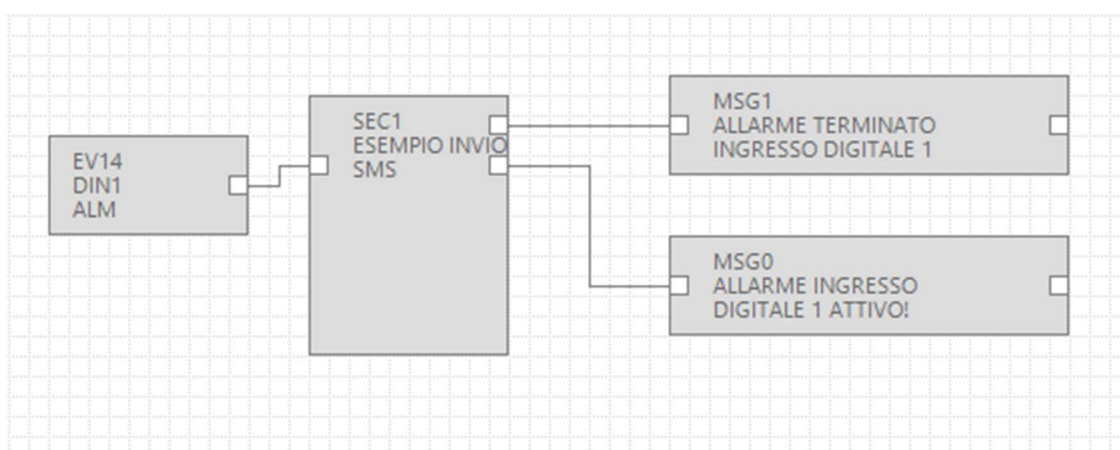 EV14
DIN1
ALM
SEC1
ESEMPIO INVIO
SMS
MSG1
ALLARME TERMINATO
INGRESSO DIGITALE 1
MSG0
ALLARME INGRESSO
DIGITALE 1 ATTIVO!